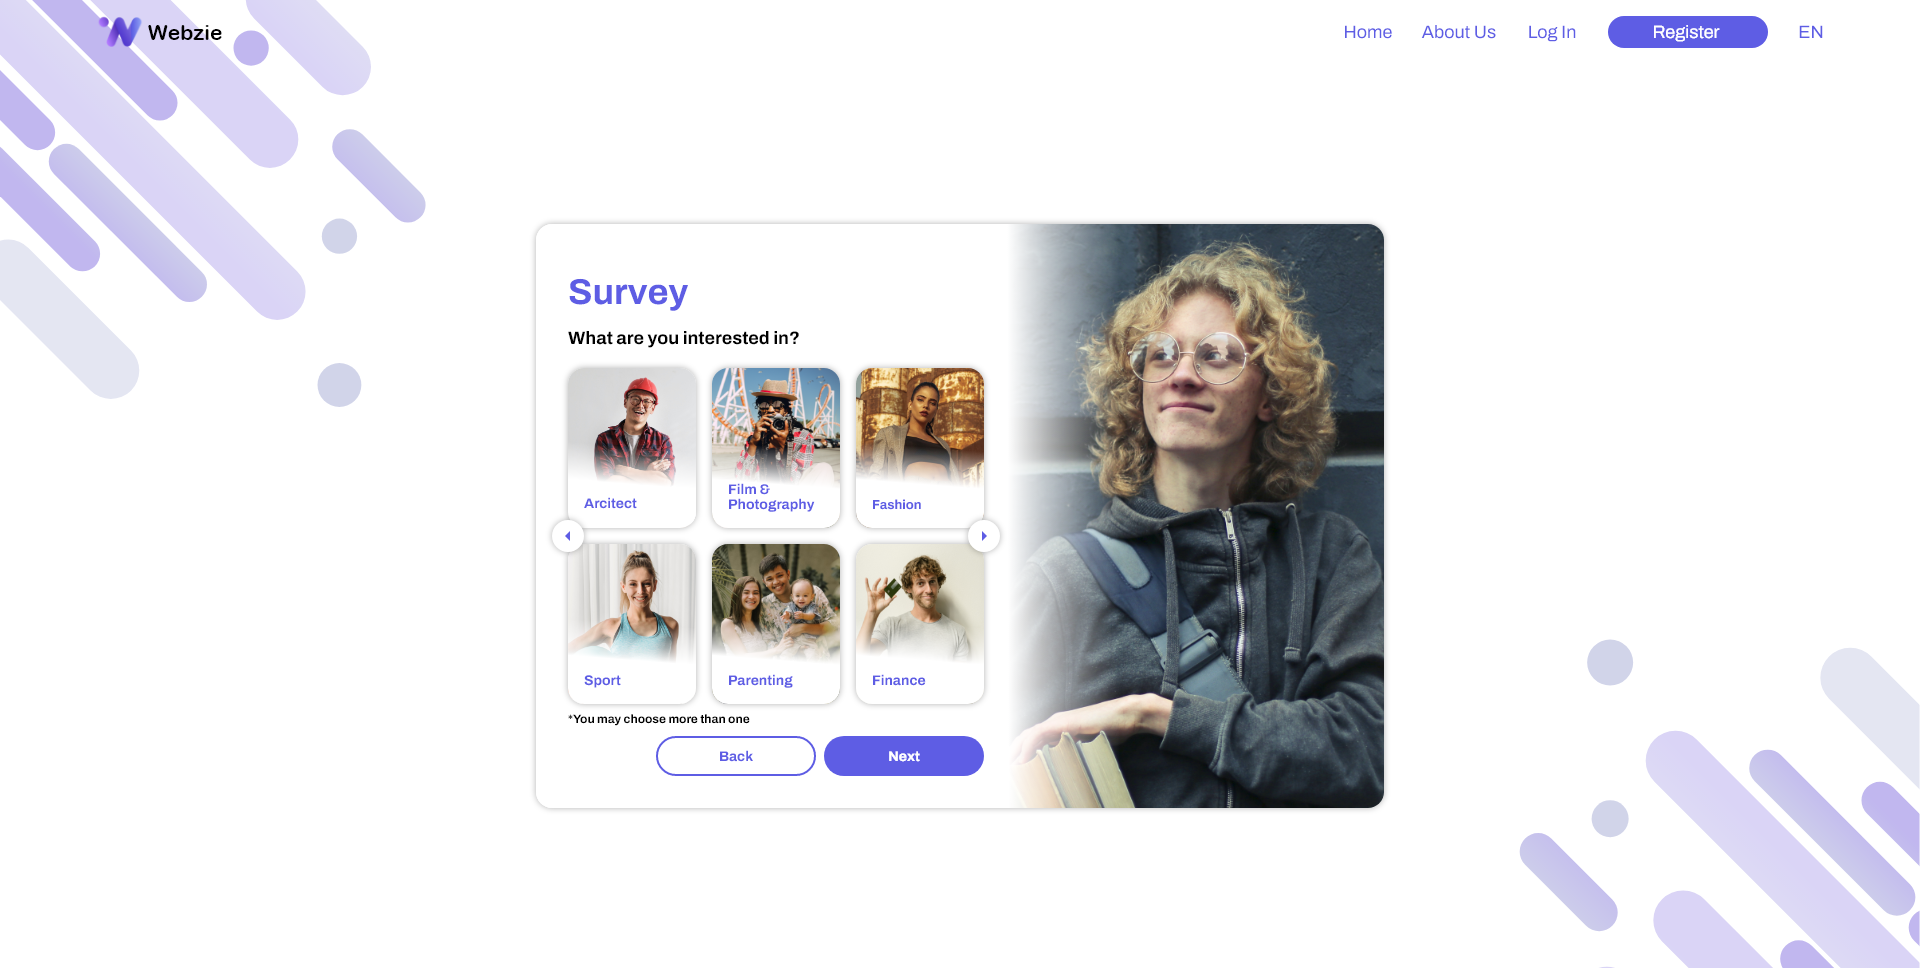 Webzie
Home
About Us
Log In
Register
EN
Survey
What are you interested in?
Arcitect
Film &
Photography
Fashion
Sport
Parenting
Finance
*You may choose more than one
Back
Next